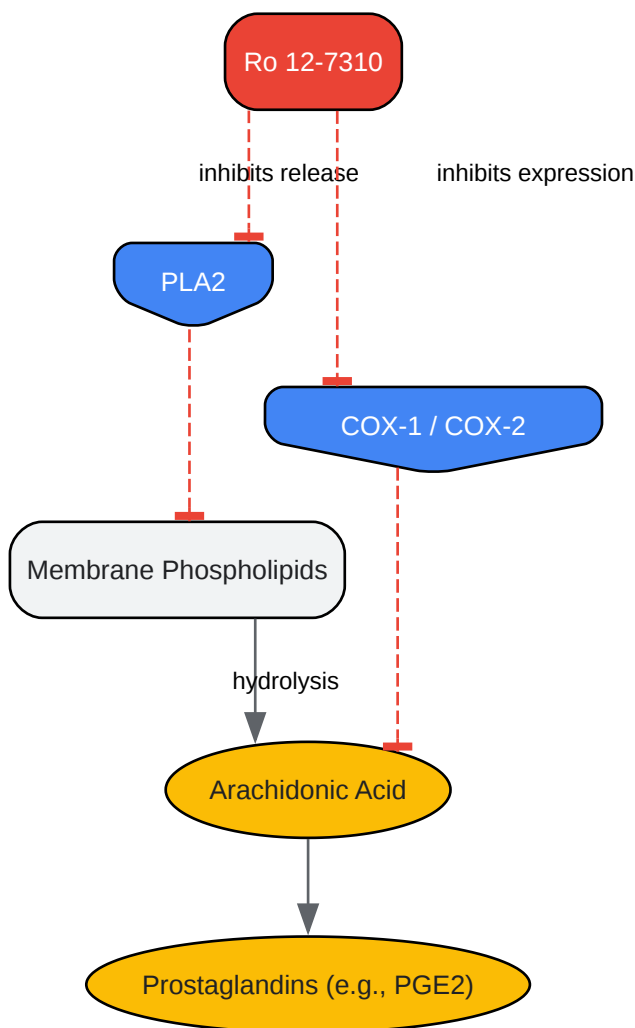 Ro 12-7310
inhibits release
inhibits expression
PLA2
COX-1 / COX-2
Membrane Phospholipids
hydrolysis
Arachidonic Acid
Prostaglandins (e.g., PGE2)